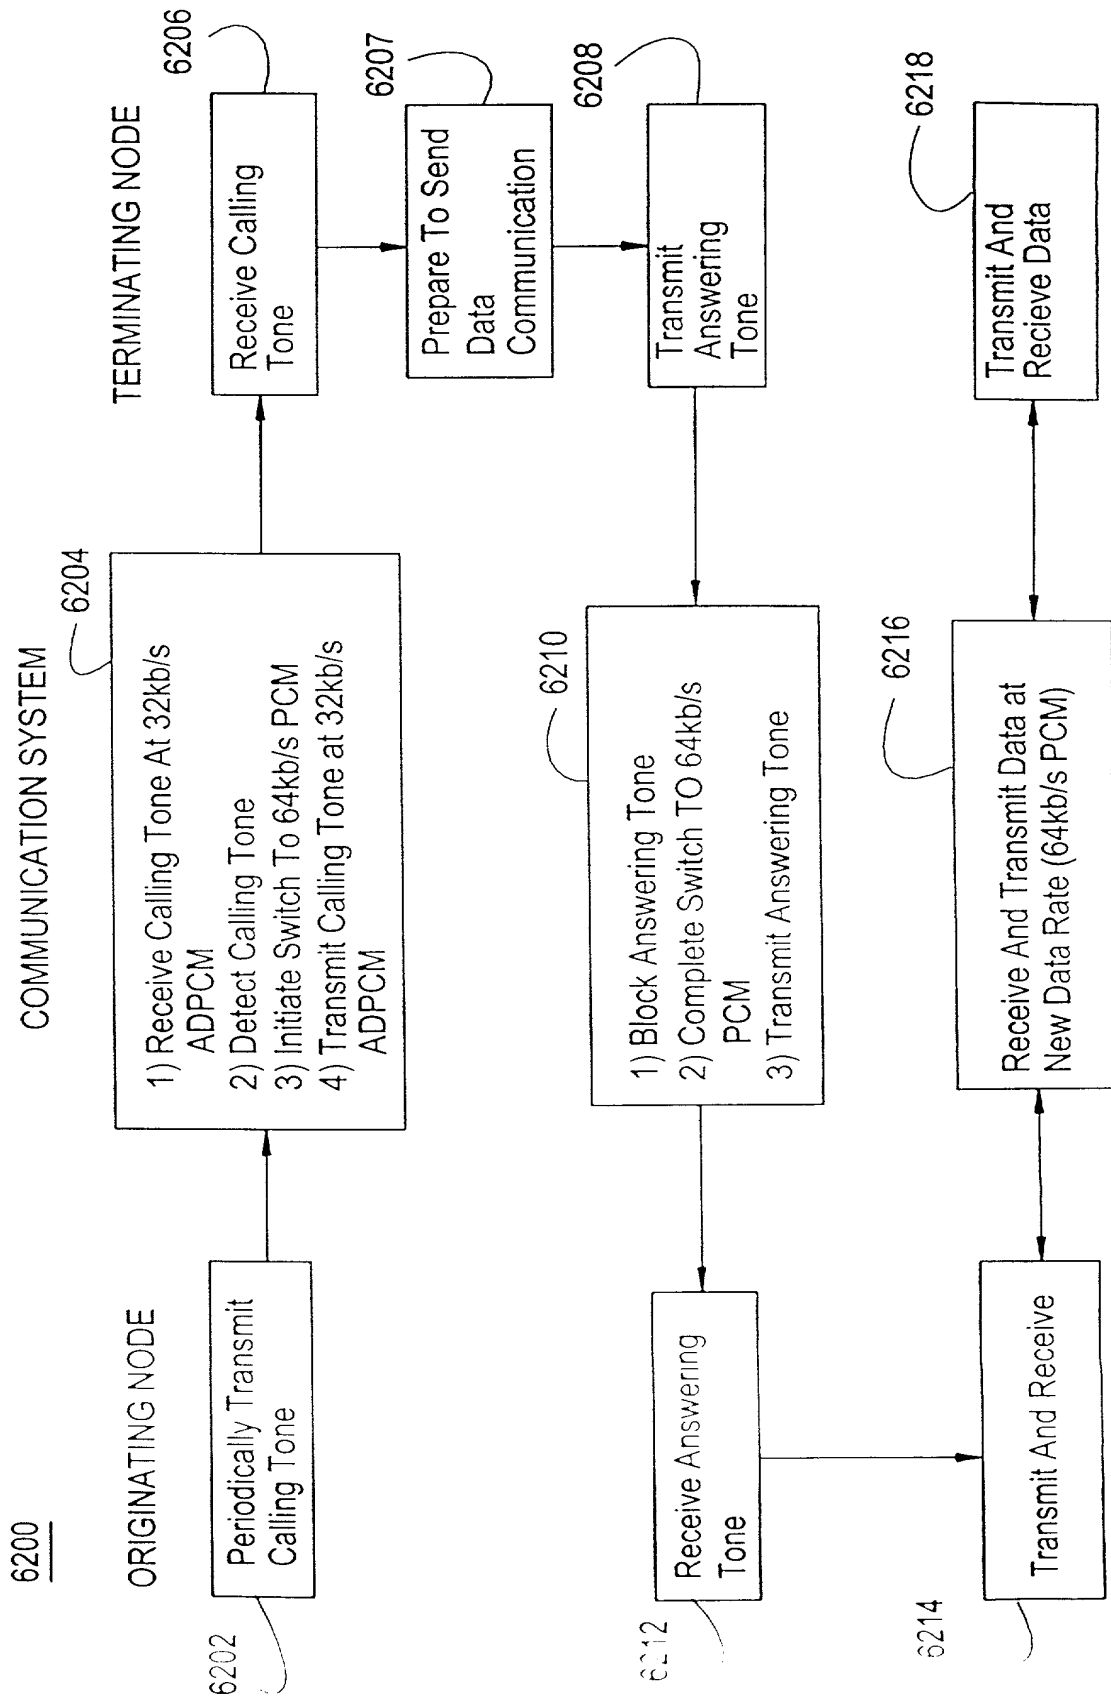 6200
ORIGINATING NODE
COMMUNICATION SYSTEM
TERMINATING NODE
6202
Periodically Transmit
Calling Tone
6204
1) Receive Calling Tone At 32kb/s
ADPCM
2) Detect Calling Tone
3) Initiate Switch To 64kb/s PCM
4) Transmit Calling Tone at 32kb/s
ADPCM
6206
Receive Calling
Tone
6207
Prepare To Send
Data
Communication
6208
Transmit
Answering
Tone
6210
1) Block Answering Tone
2) Complete Switch TO 64kb/s
PCM
3) Transmit Answering Tone
6212
Receive Answering
Tone
6214
Transmit And Receive
6216
Receive And Transmit Data at
New Data Rate (64kb/s PCM)
6218
Transmit And
Recieve Data